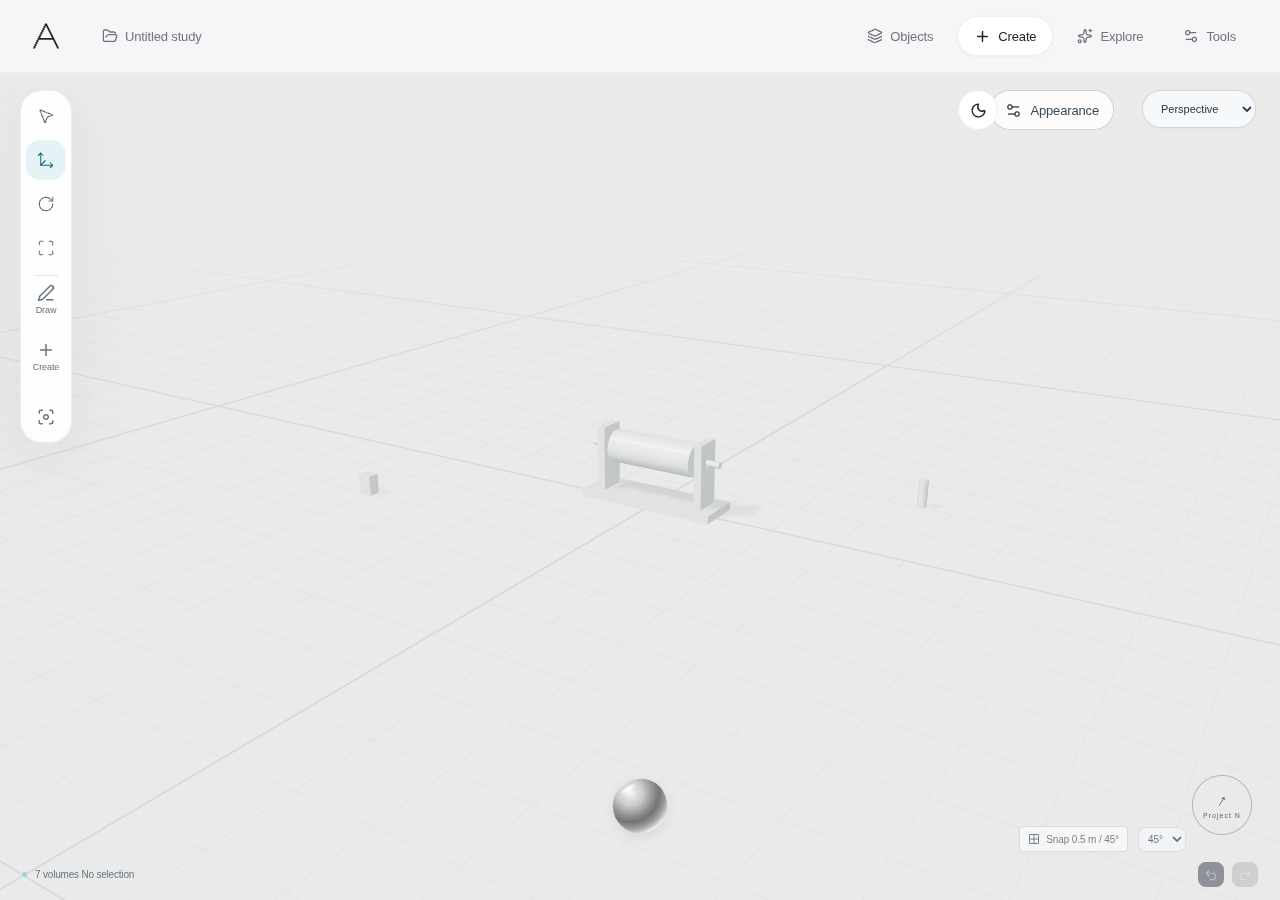 Untitled study
Objects
Create
Explore
Tools
Appearance
Perspective
Draw
Create
Project N
Snap 0.5 m / 45°
45°
7 volumes No selection